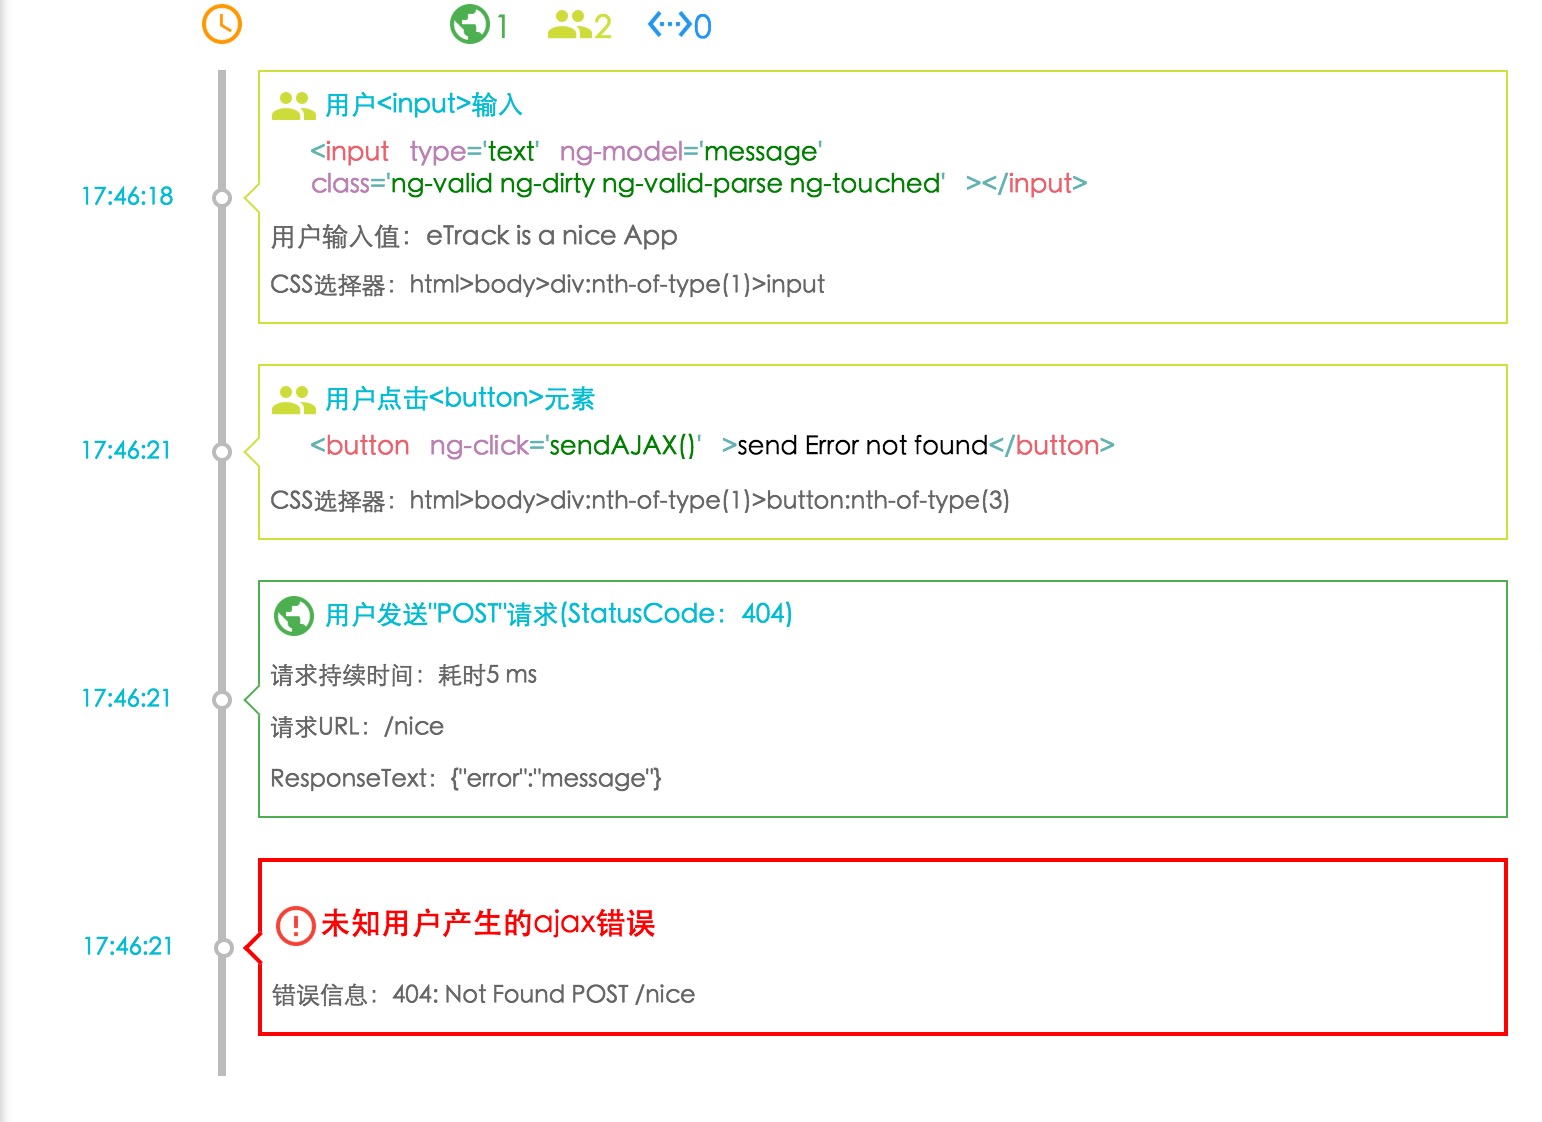 1 2 0
用户<input>输入
<input type='text' ng-model='message'
class='ng-valid ng-dirty ng-valid-parse ng-touched' ></input>
17:46:18
用户输入值：eTrack is a nice App
CSS选择器：html>body>div:nth-of-type(1)>input
用户点击<button>元素
<button ng-click='sendAJAX()' >send Error not found</button>
17:46:21
CSS选择器：html>body>div:nth-of-type(1)>button:nth-of-type(3)
用户发送"POST"请求(StatusCode：404)
请求持续时间：耗时5 ms
17:46:21
请求URL：/nice
ResponseText：{"error":"message"}
未知用户产生的ajax错误
17:46:21
错误信息：404: Not Found POST /nice